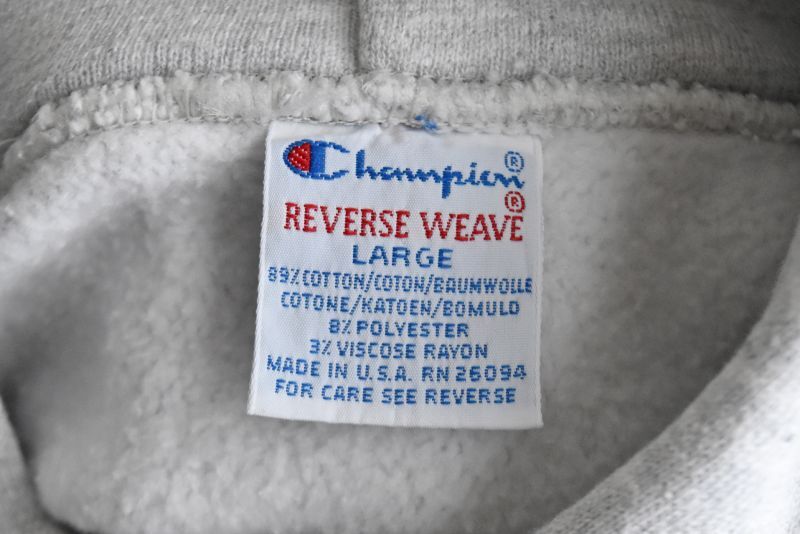 Champion®
REVERSE WEAVE®
LARGE
89% COTTON/COTON/BAUMWOLLE
COTONE/KATOEN/BOMULD
8% POLYESTER
3% VISCOSE RAYON
MADE IN U.S.A. RN 26094
FOR CARE SEE REVERSE